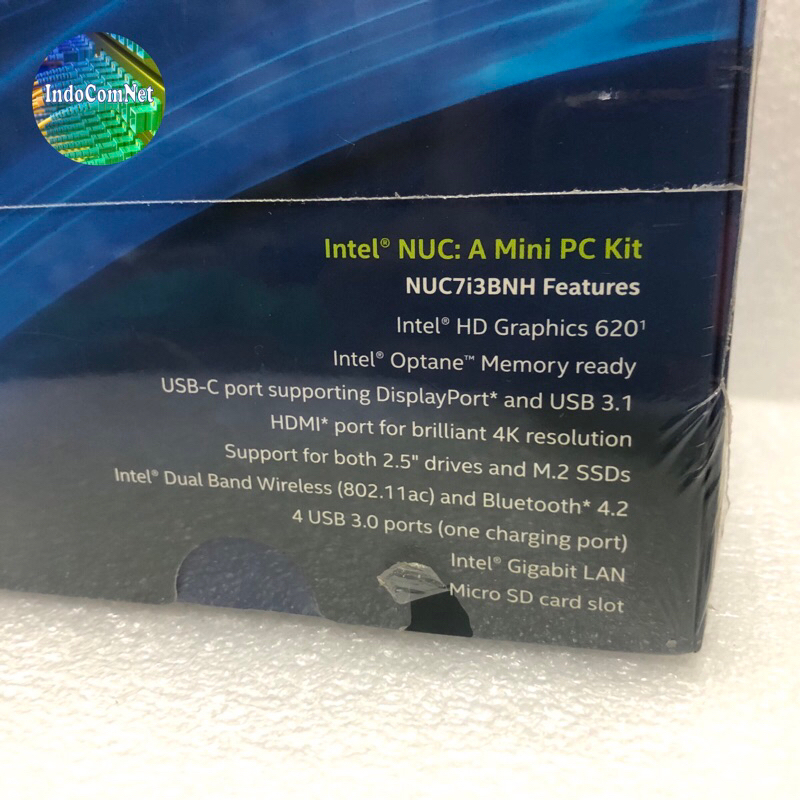 IndoComNet
Intel® NUC: A Mini PC Kit
NUC7i3BNH Features
Intel® HD Graphics 620¹
Intel® Optane™ Memory ready
USB-C port supporting DisplayPort* and USB 3.1
HDMI* port for brilliant 4K resolution
Support for both 2.5" drives and M.2 SSDs
Intel® Dual Band Wireless (802.11ac) and Bluetooth* 4.2
4 USB 3.0 ports (one charging port)
Intel® Gigabit LAN
Micro SD card slot